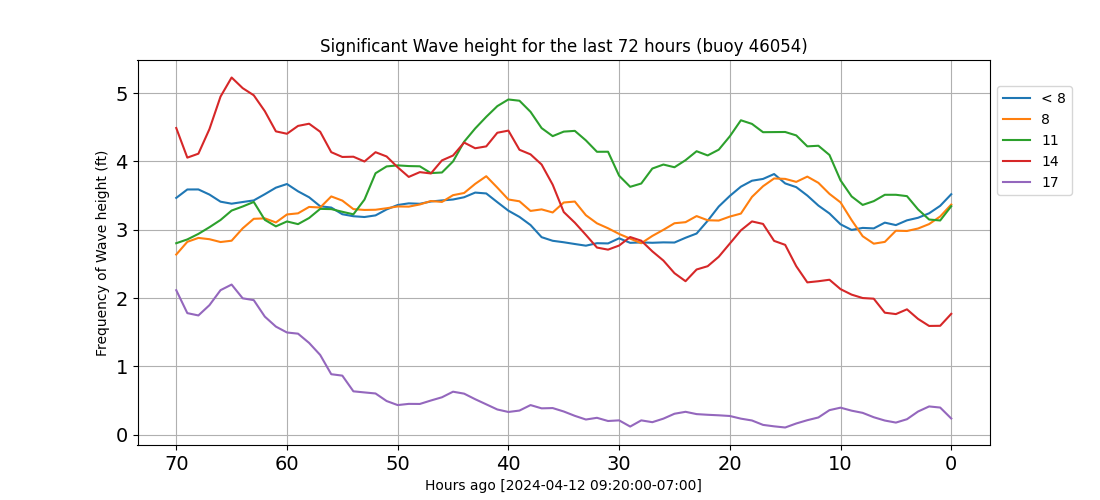 Significant Wave height for the last 72 hours (buoy 46054)
Frequency of Wave height (ft)
5
4
3
2
1
0
70 60 50 40 30 20 10 0
Hours ago [2024-04-12 09:20:00-07:00]
< 8
8
11
14
17